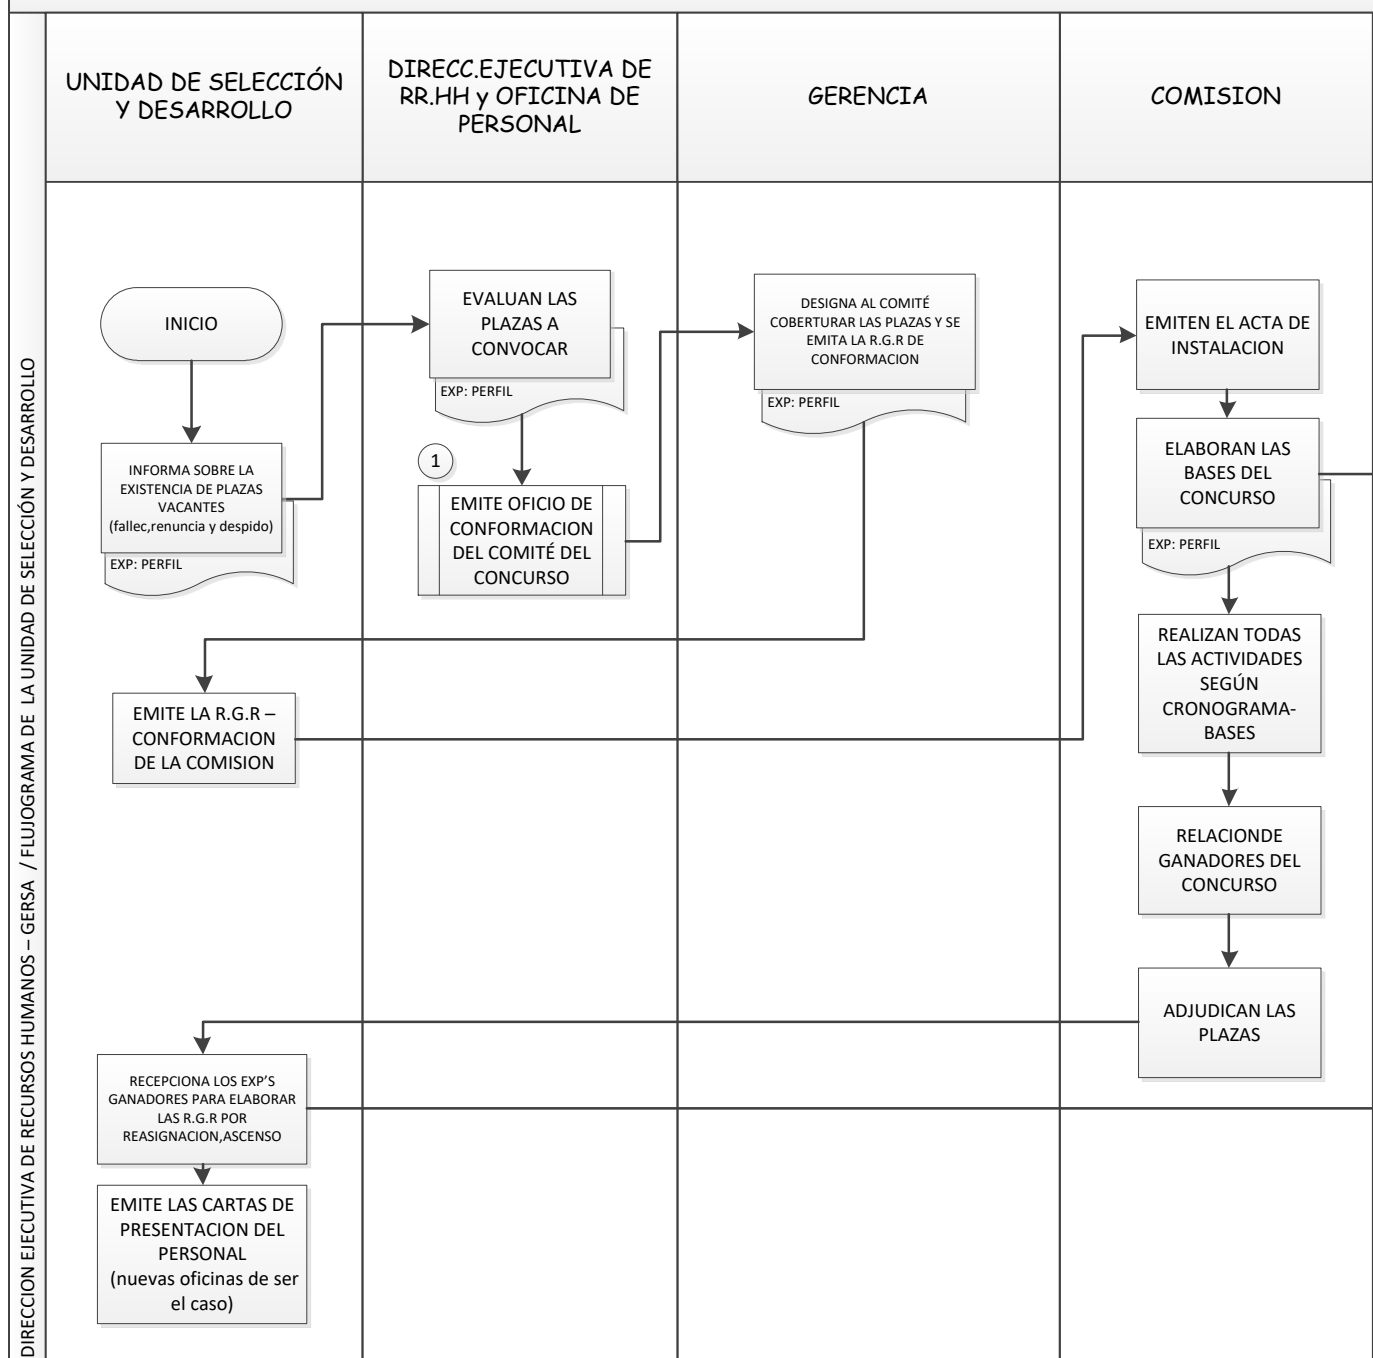 UNIDAD DE SELECCIÓN
Y DESARROLLO
DIRECC.EJECUTIVA DE
RR.HH y OFICINA DE
PERSONAL
GERENCIA
COMISION
DIRECCION EJECUTIVA DE RECURSOS HUMANOS – GERSA / FLUJOGRAMA DE LA UNIDAD DE SELECCIÓN Y DESARROLLO
INICIO
INFORMA SOBRE LA
EXISTENCIA DE PLAZAS
VACANTES
(fallec,renuncia y despido)
EXP: PERFIL
EVALUAN LAS
PLAZAS A
CONVOCAR
EXP: PERFIL
1
EMITE OFICIO DE
CONFORMACION
DEL COMITÉ DEL
CONCURSO
DESIGNA AL COMITÉ
COBERTURAR LAS PLAZAS Y SE
EMITA LA R.G.R DE
CONFORMACION
EXP: PERFIL
EMITE LA R.G.R –
CONFORMACION
DE LA COMISION
EMITEN EL ACTA DE
INSTALACION
ELABORAN LAS
BASES DEL
CONCURSO
EXP: PERFIL
REALIZAN TODAS
LAS ACTIVIDADES
SEGÚN
CRONOGRAMA-
BASES
RELACIONDE
GANADORES DEL
CONCURSO
ADJUDICAN LAS
PLAZAS
RECEPCIONA LOS EXP’S
GANADORES PARA ELABORAR
LAS R.G.R POR
REASIGNACION,ASCENSO
EMITE LAS CARTAS DE
PRESENTACION DEL
PERSONAL
(nuevas oficinas de ser
el caso)